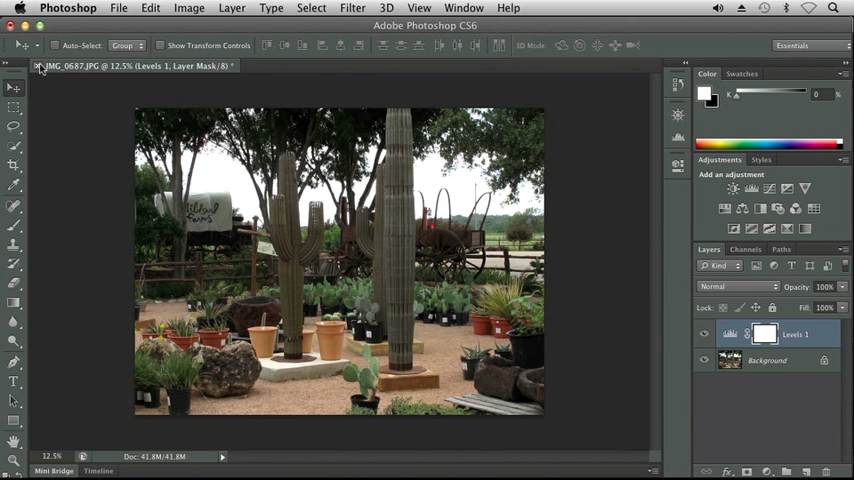 Photoshop File Edit Image Layer Type Select Filter 3D View Window Help
Adobe Photoshop CS6
Auto-Select: Group Show Transform Controls 3D Mode: Essentials
IMG_0687.JPG @ 12.5% (Levels 1, Layer Mask/8) *
Color Swatches
K 0 %
Adjustments Styles
Add an adjustment
Layers Channels Paths
Kind
Normal Opacity: 100%
Lock: Fill: 100%
Levels 1
Background
12.5% Doc: 41.8M/41.8M
Mini Bridge Timeline